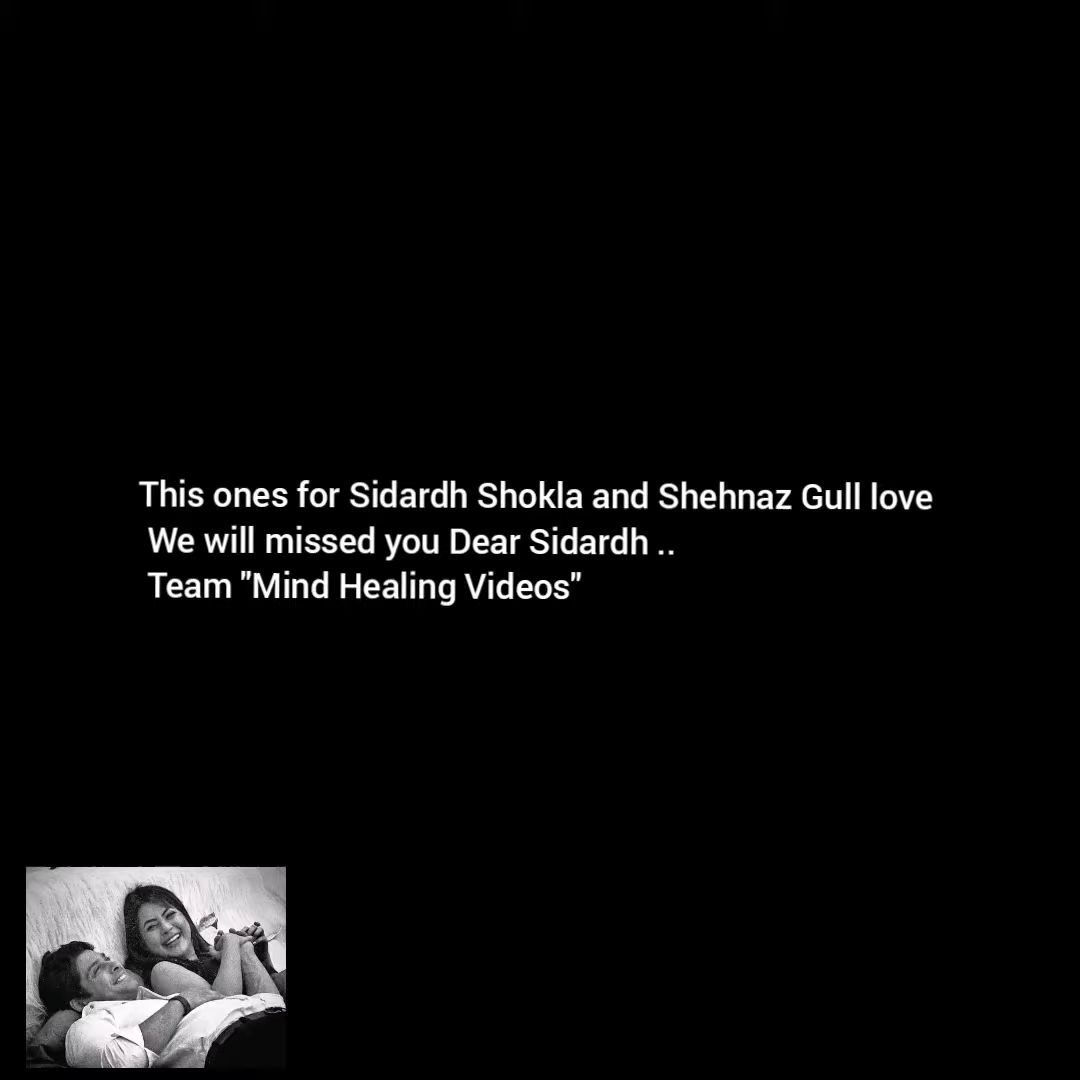 This ones for Sidardh Shokla and Shehnaz Gull love
We will missed you Dear Sidardh ..
Team "Mind Healing Videos"